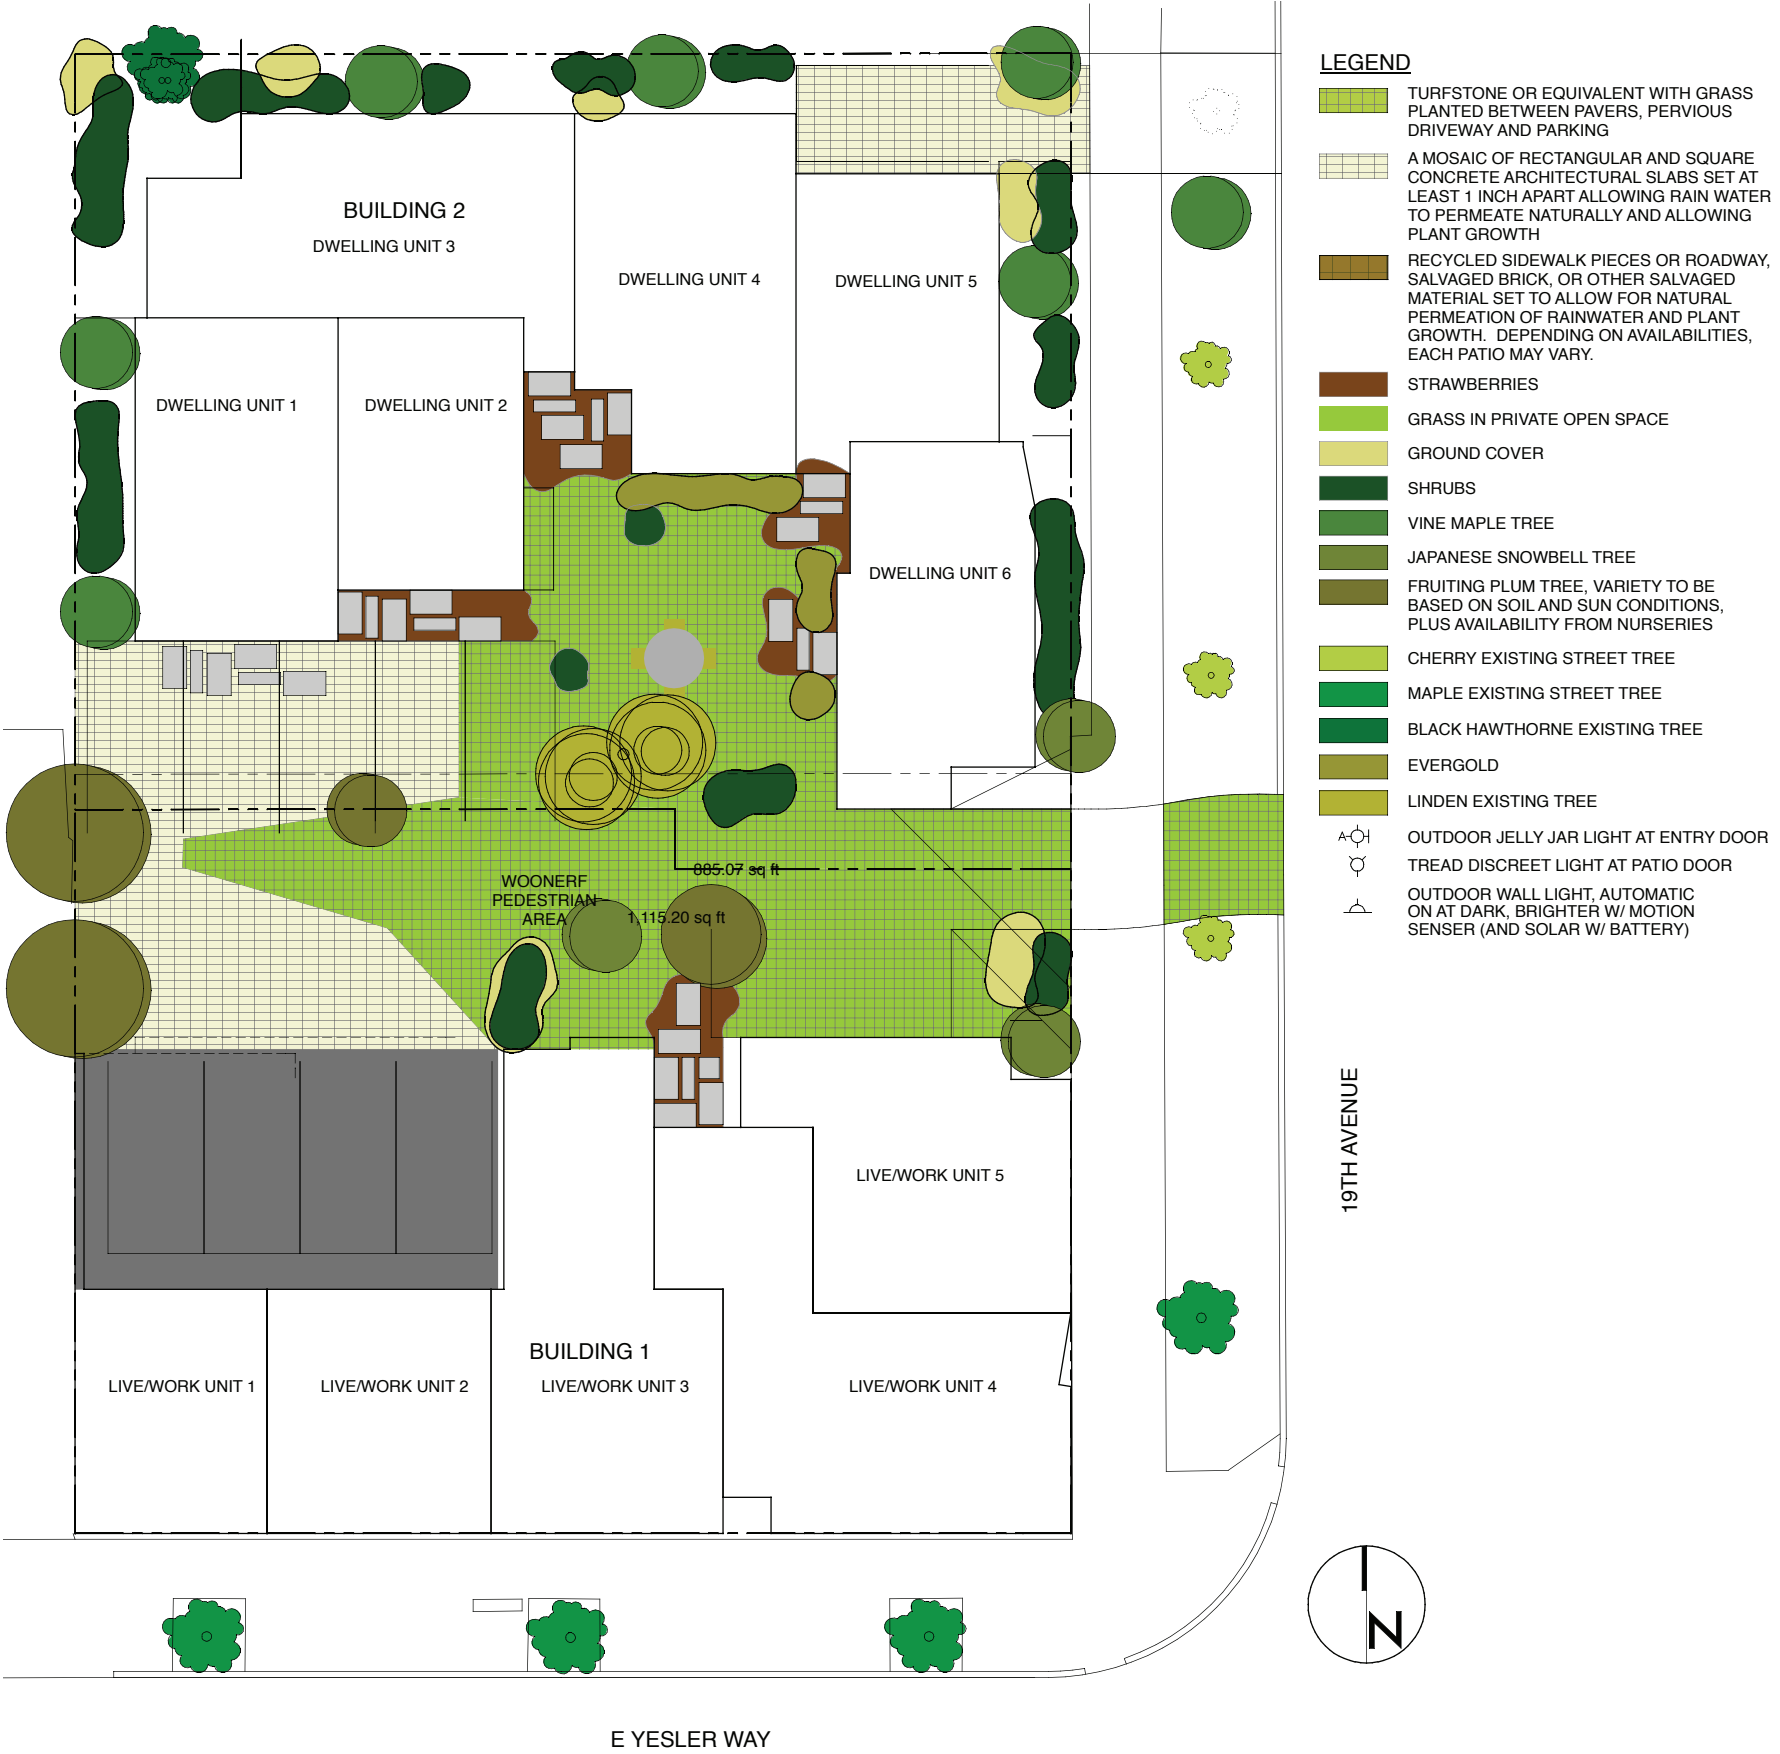 BUILDING 2
DWELLING UNIT 3
DWELLING UNIT 4
DWELLING UNIT 5
DWELLING UNIT 1
DWELLING UNIT 2
DWELLING UNIT 6
WOONERF
PEDESTRIAN
AREA
885.07 sq ft
1,115.20 sq ft
LIVE/WORK UNIT 5
BUILDING 1
LIVE/WORK UNIT 1
LIVE/WORK UNIT 2
LIVE/WORK UNIT 3
LIVE/WORK UNIT 4
E YESLER WAY
19TH AVENUE
LEGEND
TURFSTONE OR EQUIVALENT WITH GRASS
PLANTED BETWEEN PAVERS, PERVIOUS
DRIVEWAY AND PARKING
A MOSAIC OF RECTANGULAR AND SQUARE
CONCRETE ARCHITECTURAL SLABS SET AT
LEAST 1 INCH APART ALLOWING RAIN WATER
TO PERMEATE NATURALLY AND ALLOWING
PLANT GROWTH
RECYCLED SIDEWALK PIECES OR ROADWAY,
SALVAGED BRICK, OR OTHER SALVAGED
MATERIAL SET TO ALLOW FOR NATURAL
PERMEATION OF RAINWATER AND PLANT
GROWTH. DEPENDING ON AVAILABILITIES,
EACH PATIO MAY VARY.
STRAWBERRIES
GRASS IN PRIVATE OPEN SPACE
GROUND COVER
SHRUBS
VINE MAPLE TREE
JAPANESE SNOWBELL TREE
FRUITING PLUM TREE, VARIETY TO BE
BASED ON SOIL AND SUN CONDITIONS,
PLUS AVAILABILITY FROM NURSERIES
CHERRY EXISTING STREET TREE
MAPLE EXISTING STREET TREE
BLACK HAWTHORNE EXISTING TREE
EVERGOLD
LINDEN EXISTING TREE
A
OUTDOOR JELLY JAR LIGHT AT ENTRY DOOR
TREAD DISCREET LIGHT AT PATIO DOOR
OUTDOOR WALL LIGHT, AUTOMATIC
ON AT DARK, BRIGHTER W/ MOTION
SENSER (AND SOLAR W/ BATTERY)
N